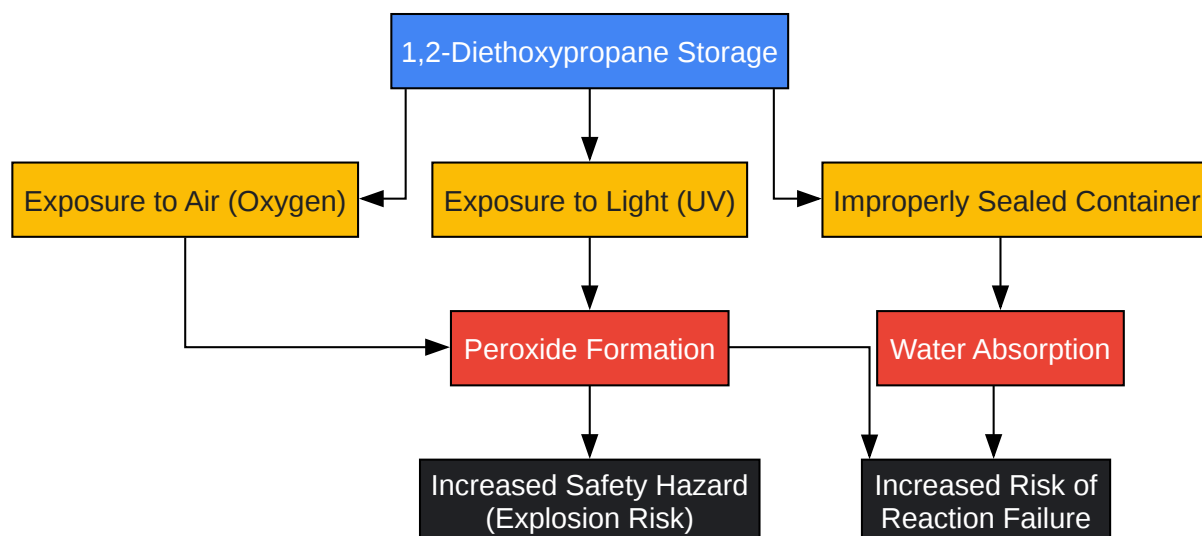 1,2-Diethoxypropane Storage
Exposure to Air (Oxygen)
Exposure to Light (UV)
Improperly Sealed Container
Peroxide Formation
Water Absorption
Increased Safety Hazard
(Explosion Risk)
Increased Risk of
Reaction Failure